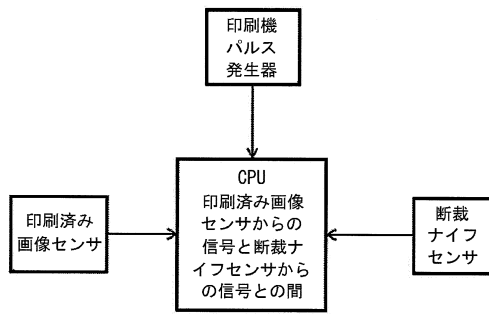 印刷機
パルス
発生器
CPU
印刷済み画像
センサからの
信号と断裁ナ
イフセンサから
の信号との間
印刷済み
画像センサ
断裁
ナイフ
センサ